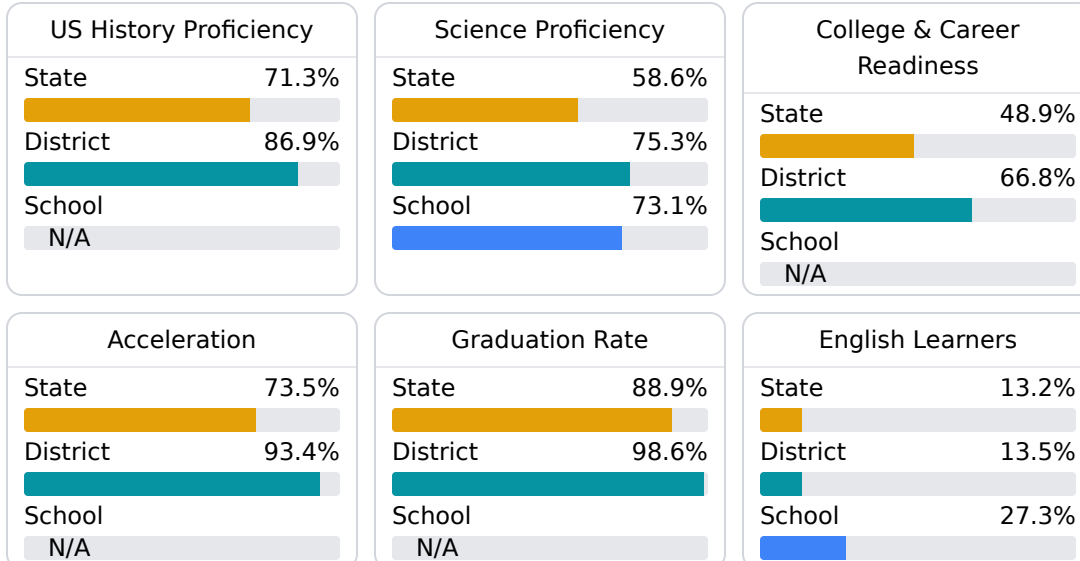 US History Proficiency
State 71.3%
District 86.9%
School
N/A
Science Proficiency
State 58.6%
District 75.3%
School 73.1%
College & Career
Readiness
State 48.9%
District 66.8%
School
N/A
Acceleration
State 73.5%
District 93.4%
School
N/A
Graduation Rate
State 88.9%
District 98.6%
School
N/A
English Learners
State 13.2%
District 13.5%
School 27.3%